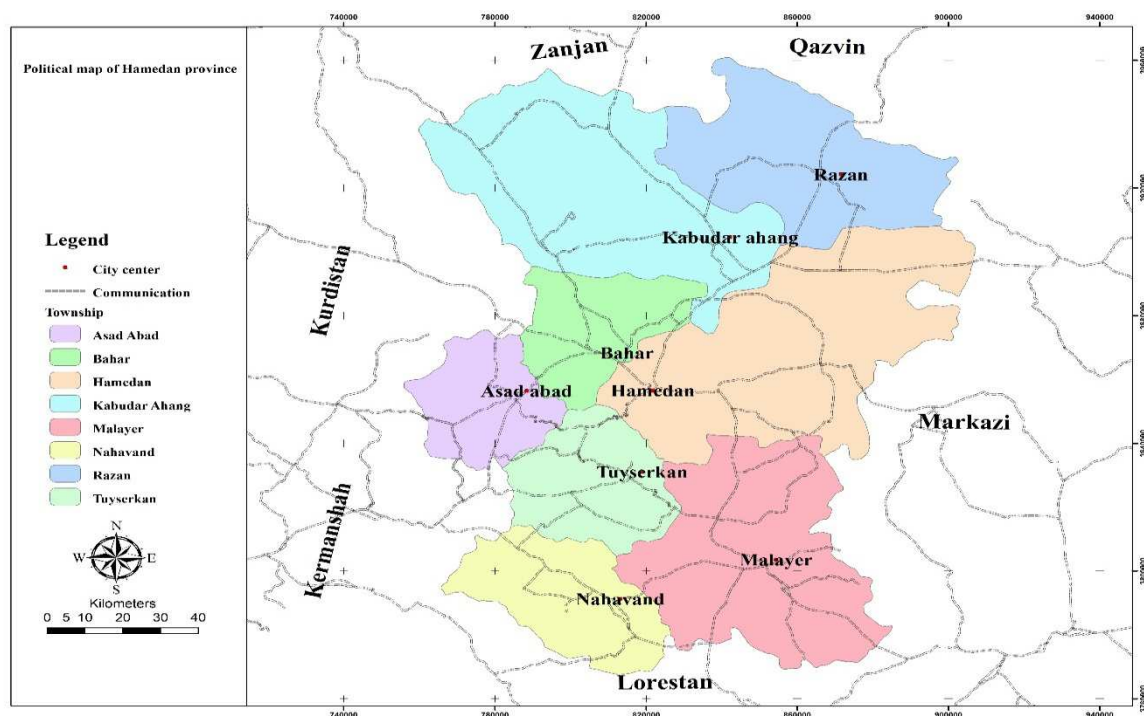 Political map of Hamedan province
Legend
City center
Communication
Township
Asad Abad
Bahar
Hamedan
Kabudar Ahang
Malayer
Nahavand
Razan
Tuyserkan
N
W E
S
Kilometers
0 5 10 20 30 40
740000 780000 820000 860000 900000 940000
Zanjan
Qazvin
Razan
Kabudar ahang
Kurdistan
Bahar
Asad abad
Hamedan
Markazi
Tuyserkan
Kermanshah
Malayer
Nahavand
Lorestan
740000 780000 820000 860000 900000 940000